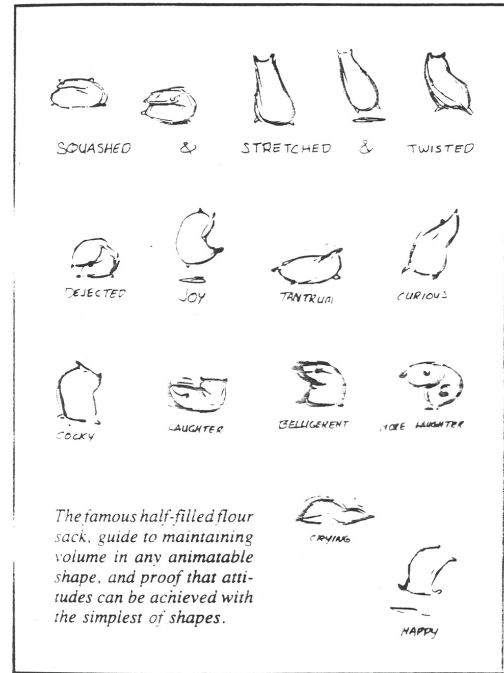 SQUASHED & STRETCHED & TWISTED
DEJECTED JOY TANTRUM CURIOUS
COCKY LAUGHTER BELLIGERENT MORE LAUGHTER
CRYING
HAPPY
The famous half-filled flour
sack, guide to maintaining
volume in any animatable
shape, and proof that atti-
tudes can be achieved with
the simplest of shapes.